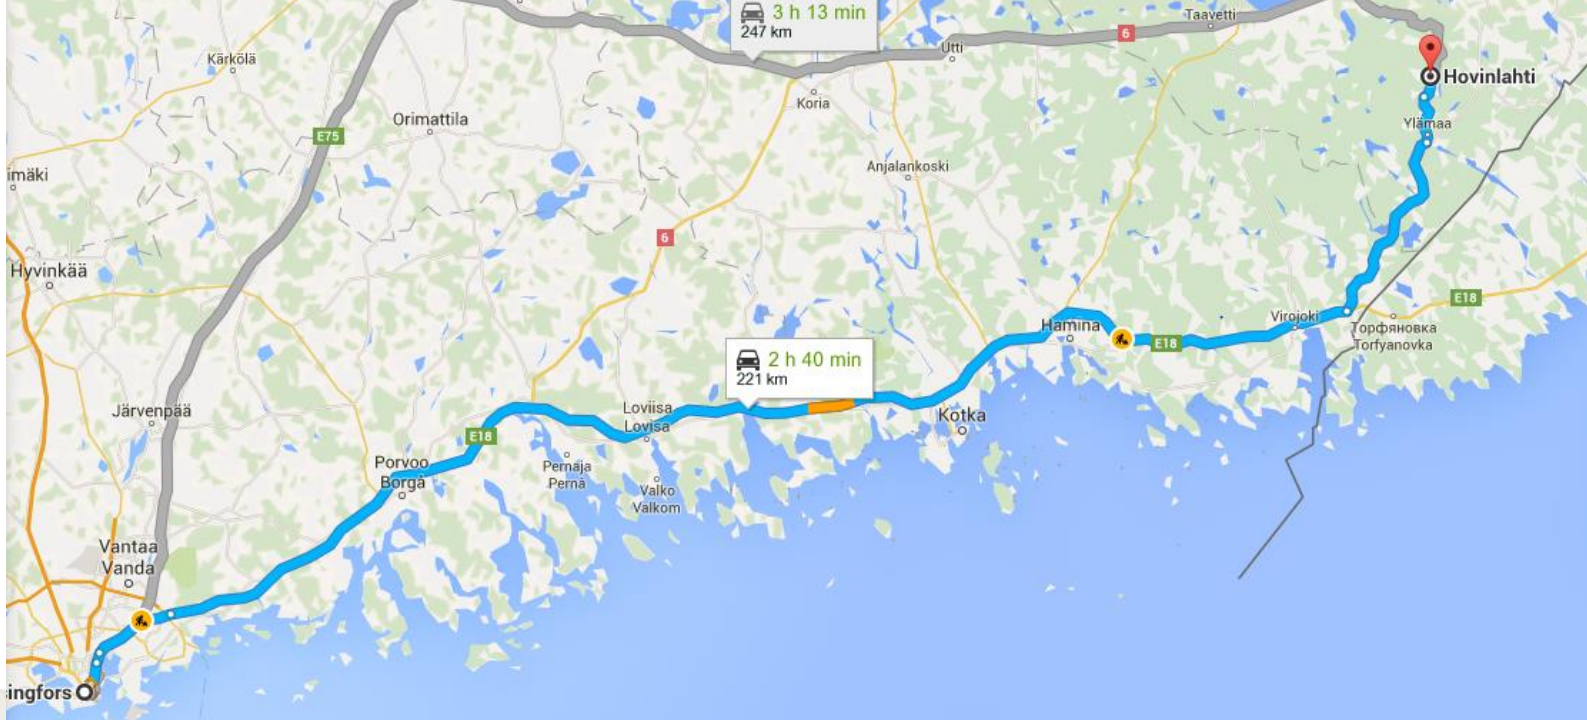 3 h 13 min
247 km
Taavetti
6
Utti
Kärkölä
Hovinlahti
Koria
Orimattila
Ylämaa
E75
Anjalankoski
imäki
6
Hyvinkää
E18
Virojoki
Hamina
Торфяновка
Torfyanovka
E18
2 h 40 min
221 km
Järvenpää
Loviisa
Lovisa
Kotka
E18
Porvoo
Borgå
Pernaja
Pernå
Valko
Valkom
Vantaa
Vanda
singfors